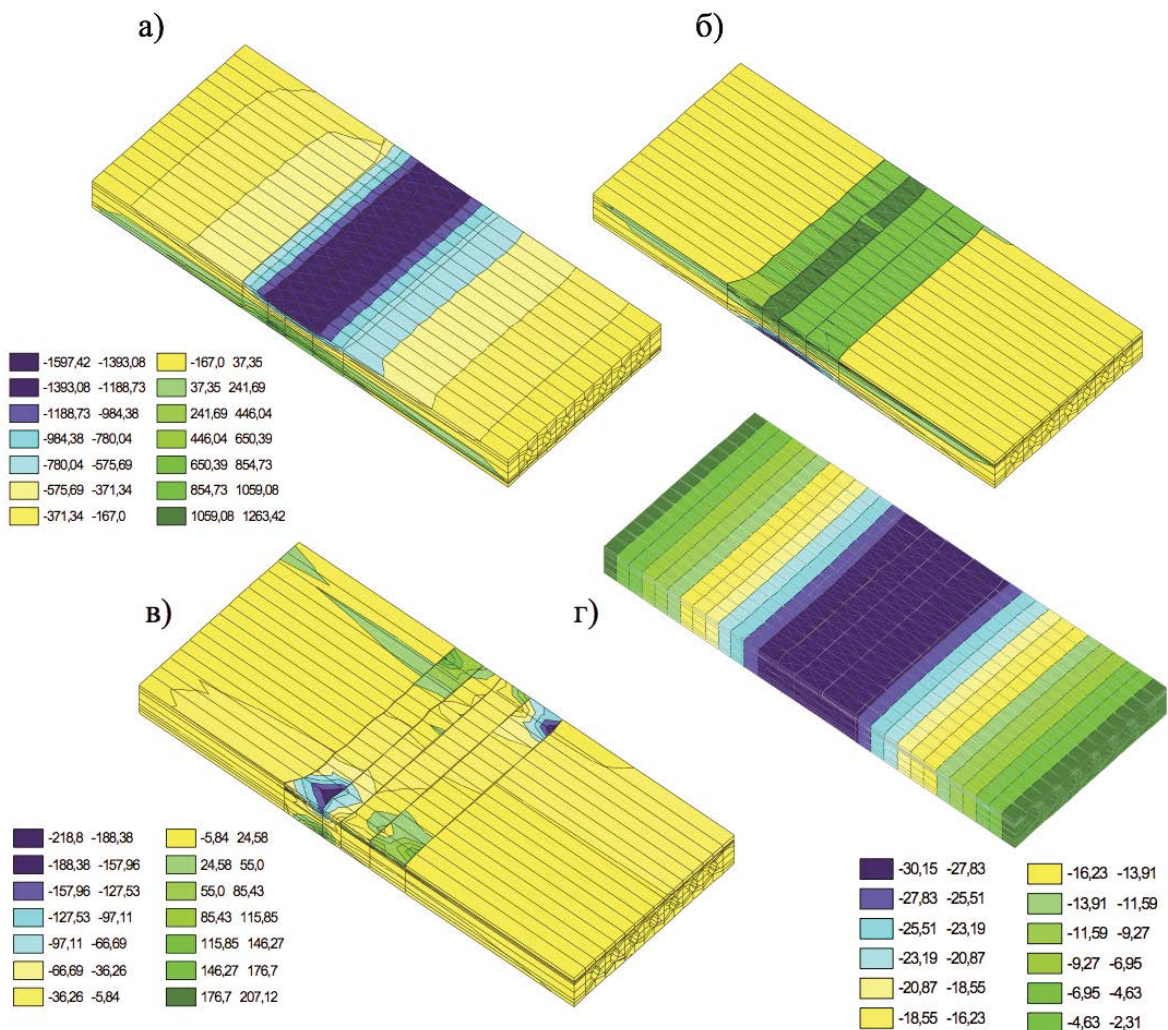 а)
б)
-1597,42 -1393,08 -167,0 37,35
-1393,08 -1188,73 37,35 241,69
-1188,73 -984,38 241,69 446,04
-984,38 -780,04 446,04 650,39
-780,04 -575,69 650,39 854,73
-575,69 -371,34 854,73 1059,08
-371,34 -167,0 1059,08 1263,42
в)
г)
-218,8 -188,38 -5,84 24,58
-188,38 -157,96 24,58 55,0
-157,96 -127,53 55,0 85,43
-127,53 -97,11 85,43 115,85
-97,11 -66,69 115,85 146,27
-66,69 -36,26 146,27 176,7
-36,26 -5,84 176,7 207,12
-30,15 -27,83 -16,23 -13,91
-27,83 -25,51 -13,91 -11,59
-25,51 -23,19 -11,59 -9,27
-23,19 -20,87 -9,27 -6,95
-20,87 -18,55 -6,95 -4,63
-18,55 -16,23 -4,63 -2,31